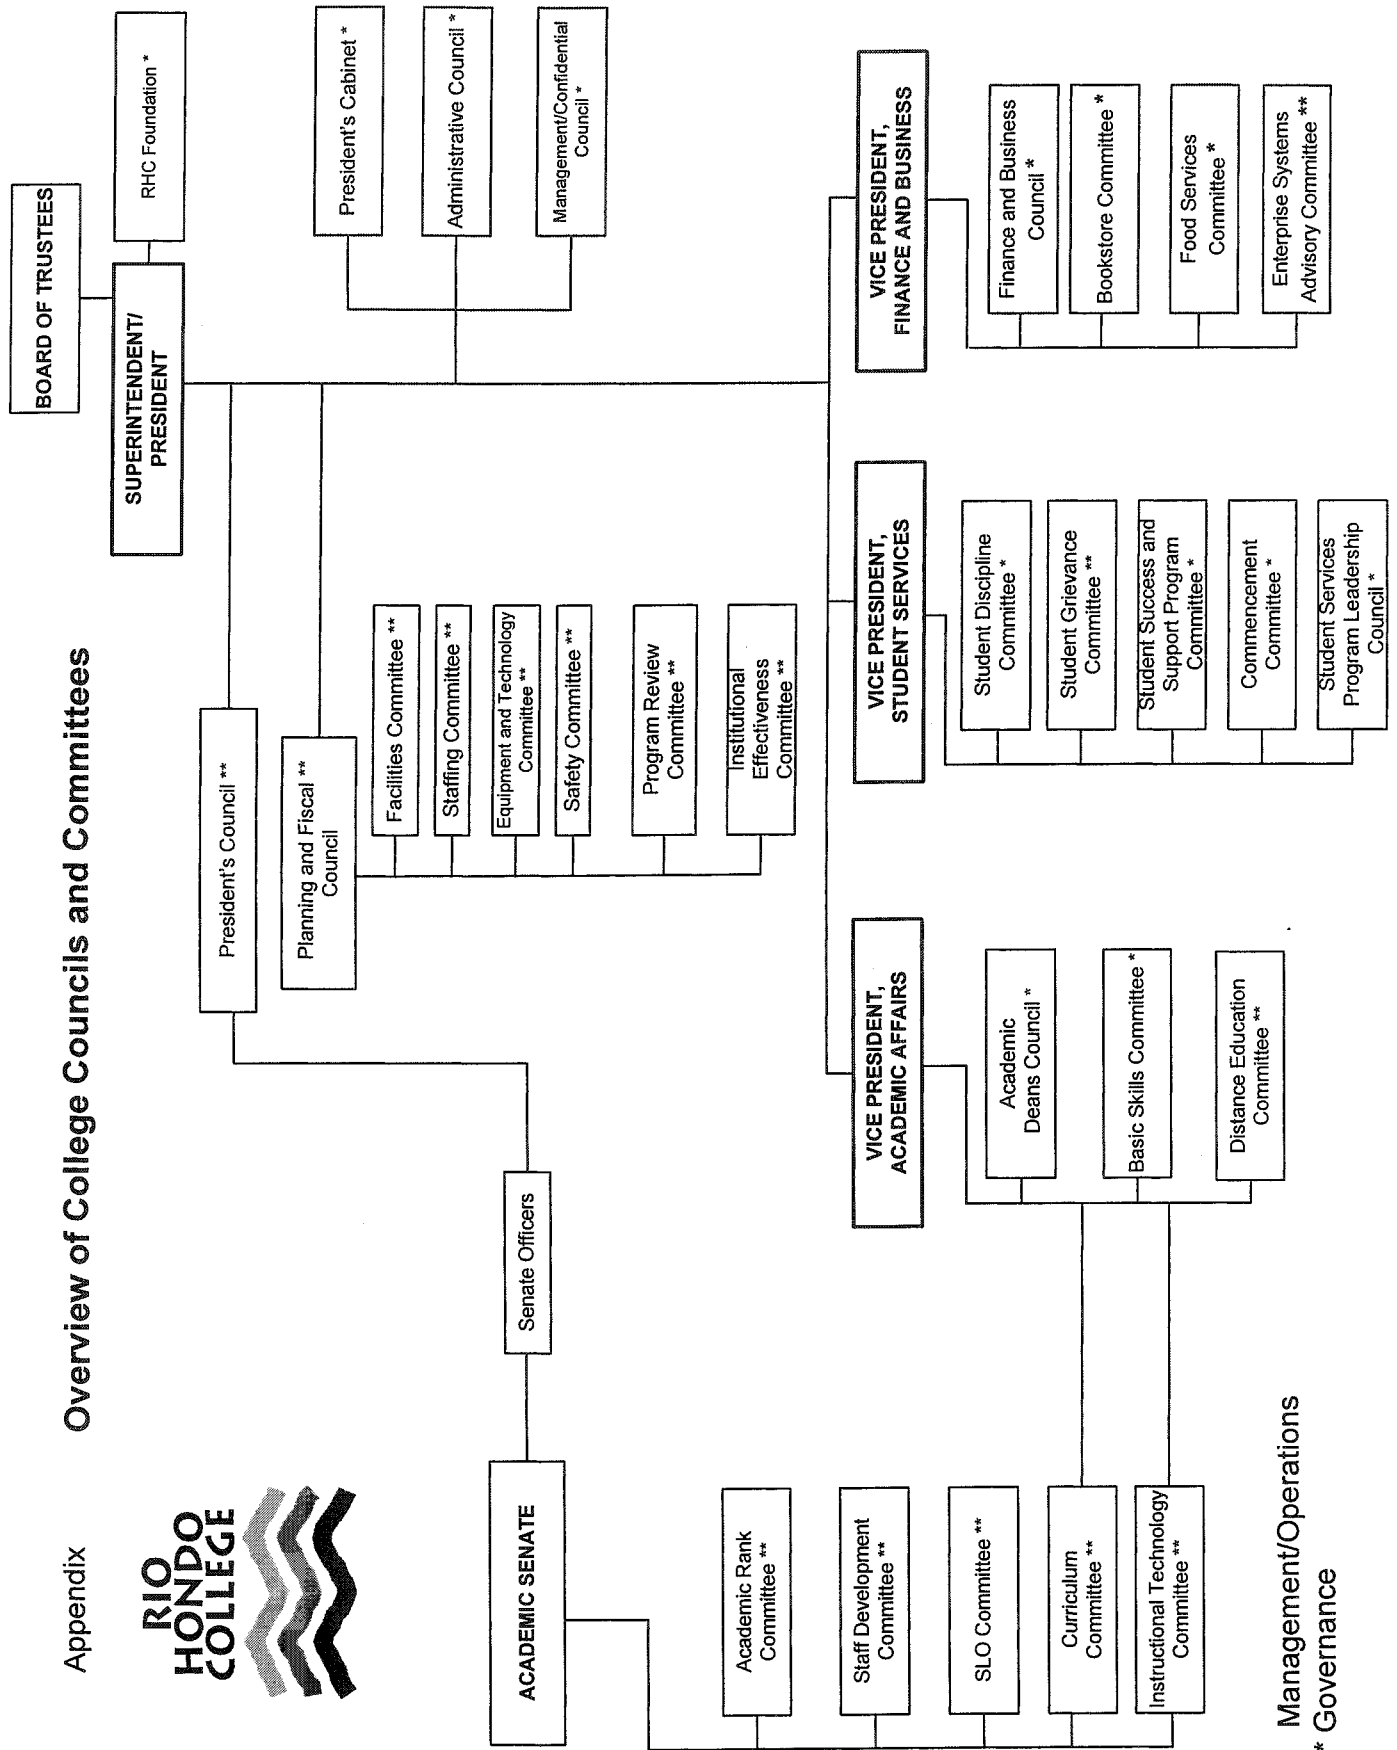 Appendix
Overview of College Councils and Committees
RIO
HONDO
COLLEGE
BOARD OF TRUSTEES
SUPERINTENDENT/
PRESIDENT
RHC Foundation *
President's Cabinet *
Administrative Council *
Management/Confidential
Council *
President's Council **
Planning and Fiscal **
Council
Facilities Committee **
Staffing Committee **
Equipment and Technology
Committee **
Safety Committee **
Program Review
Committee **
Institutional
Effectiveness
Committee **
Senate Officers
ACADEMIC SENATE
Academic Rank
Committee **
Staff Development
Committee **
SLO Committee **
Curriculum
Committee **
Instructional Technology
Committee **
VICE PRESIDENT,
ACADEMIC AFFAIRS
Academic
Deans Council *
Basic Skills Committee *
Distance Education
Committee **
VICE PRESIDENT,
STUDENT SERVICES
Student Discipline
Committee *
Student Grievance
Committee **
Student Success and
Support Program
Committee *
Commencement
Committee *
Student Services
Program Leadership
Council *
VICE PRESIDENT,
FINANCE AND BUSINESS
Finance and Business
Council *
Bookstore Committee *
Food Services
Committee *
Enterprise Systems
Advisory Committee **
Management/Operations
* Governance